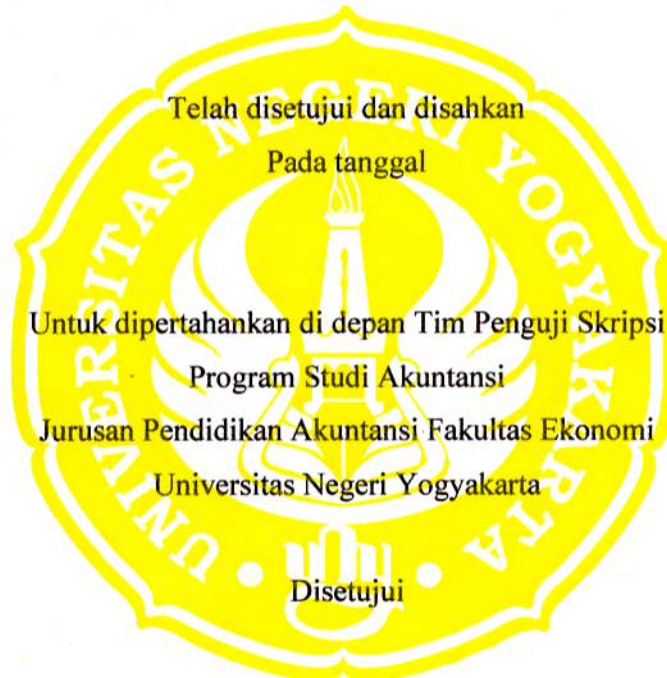 Telah disetujui dan disahkan
Pada tanggal
Untuk dipertahankan di depan Tim Penguji Skripsi
Program Studi Akuntansi
Jurusan Pendidikan Akuntansi Fakultas Ekonomi
Universitas Negeri Yogyakarta
Disetujui
UNIVERSITAS NEGERI YOGYAKARTA